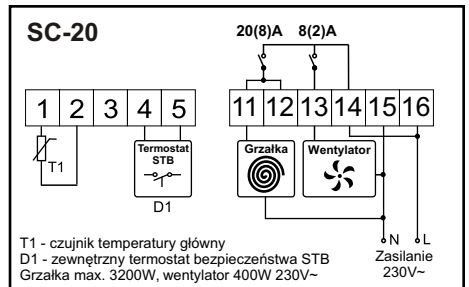 SC-20
20(8)A 8(2)A
1 2 3 4 5
11 12 13 14 15 16
T1
Termostat
STB
D1
Grzałka
Wentylator
T1 - czujnik temperatury główny
D1 - zewnętrzny termostat bezpieczeństwa STB
Grzałka max. 3200W, wentylator 400W 230V~
N L
Zasilanie
230V~